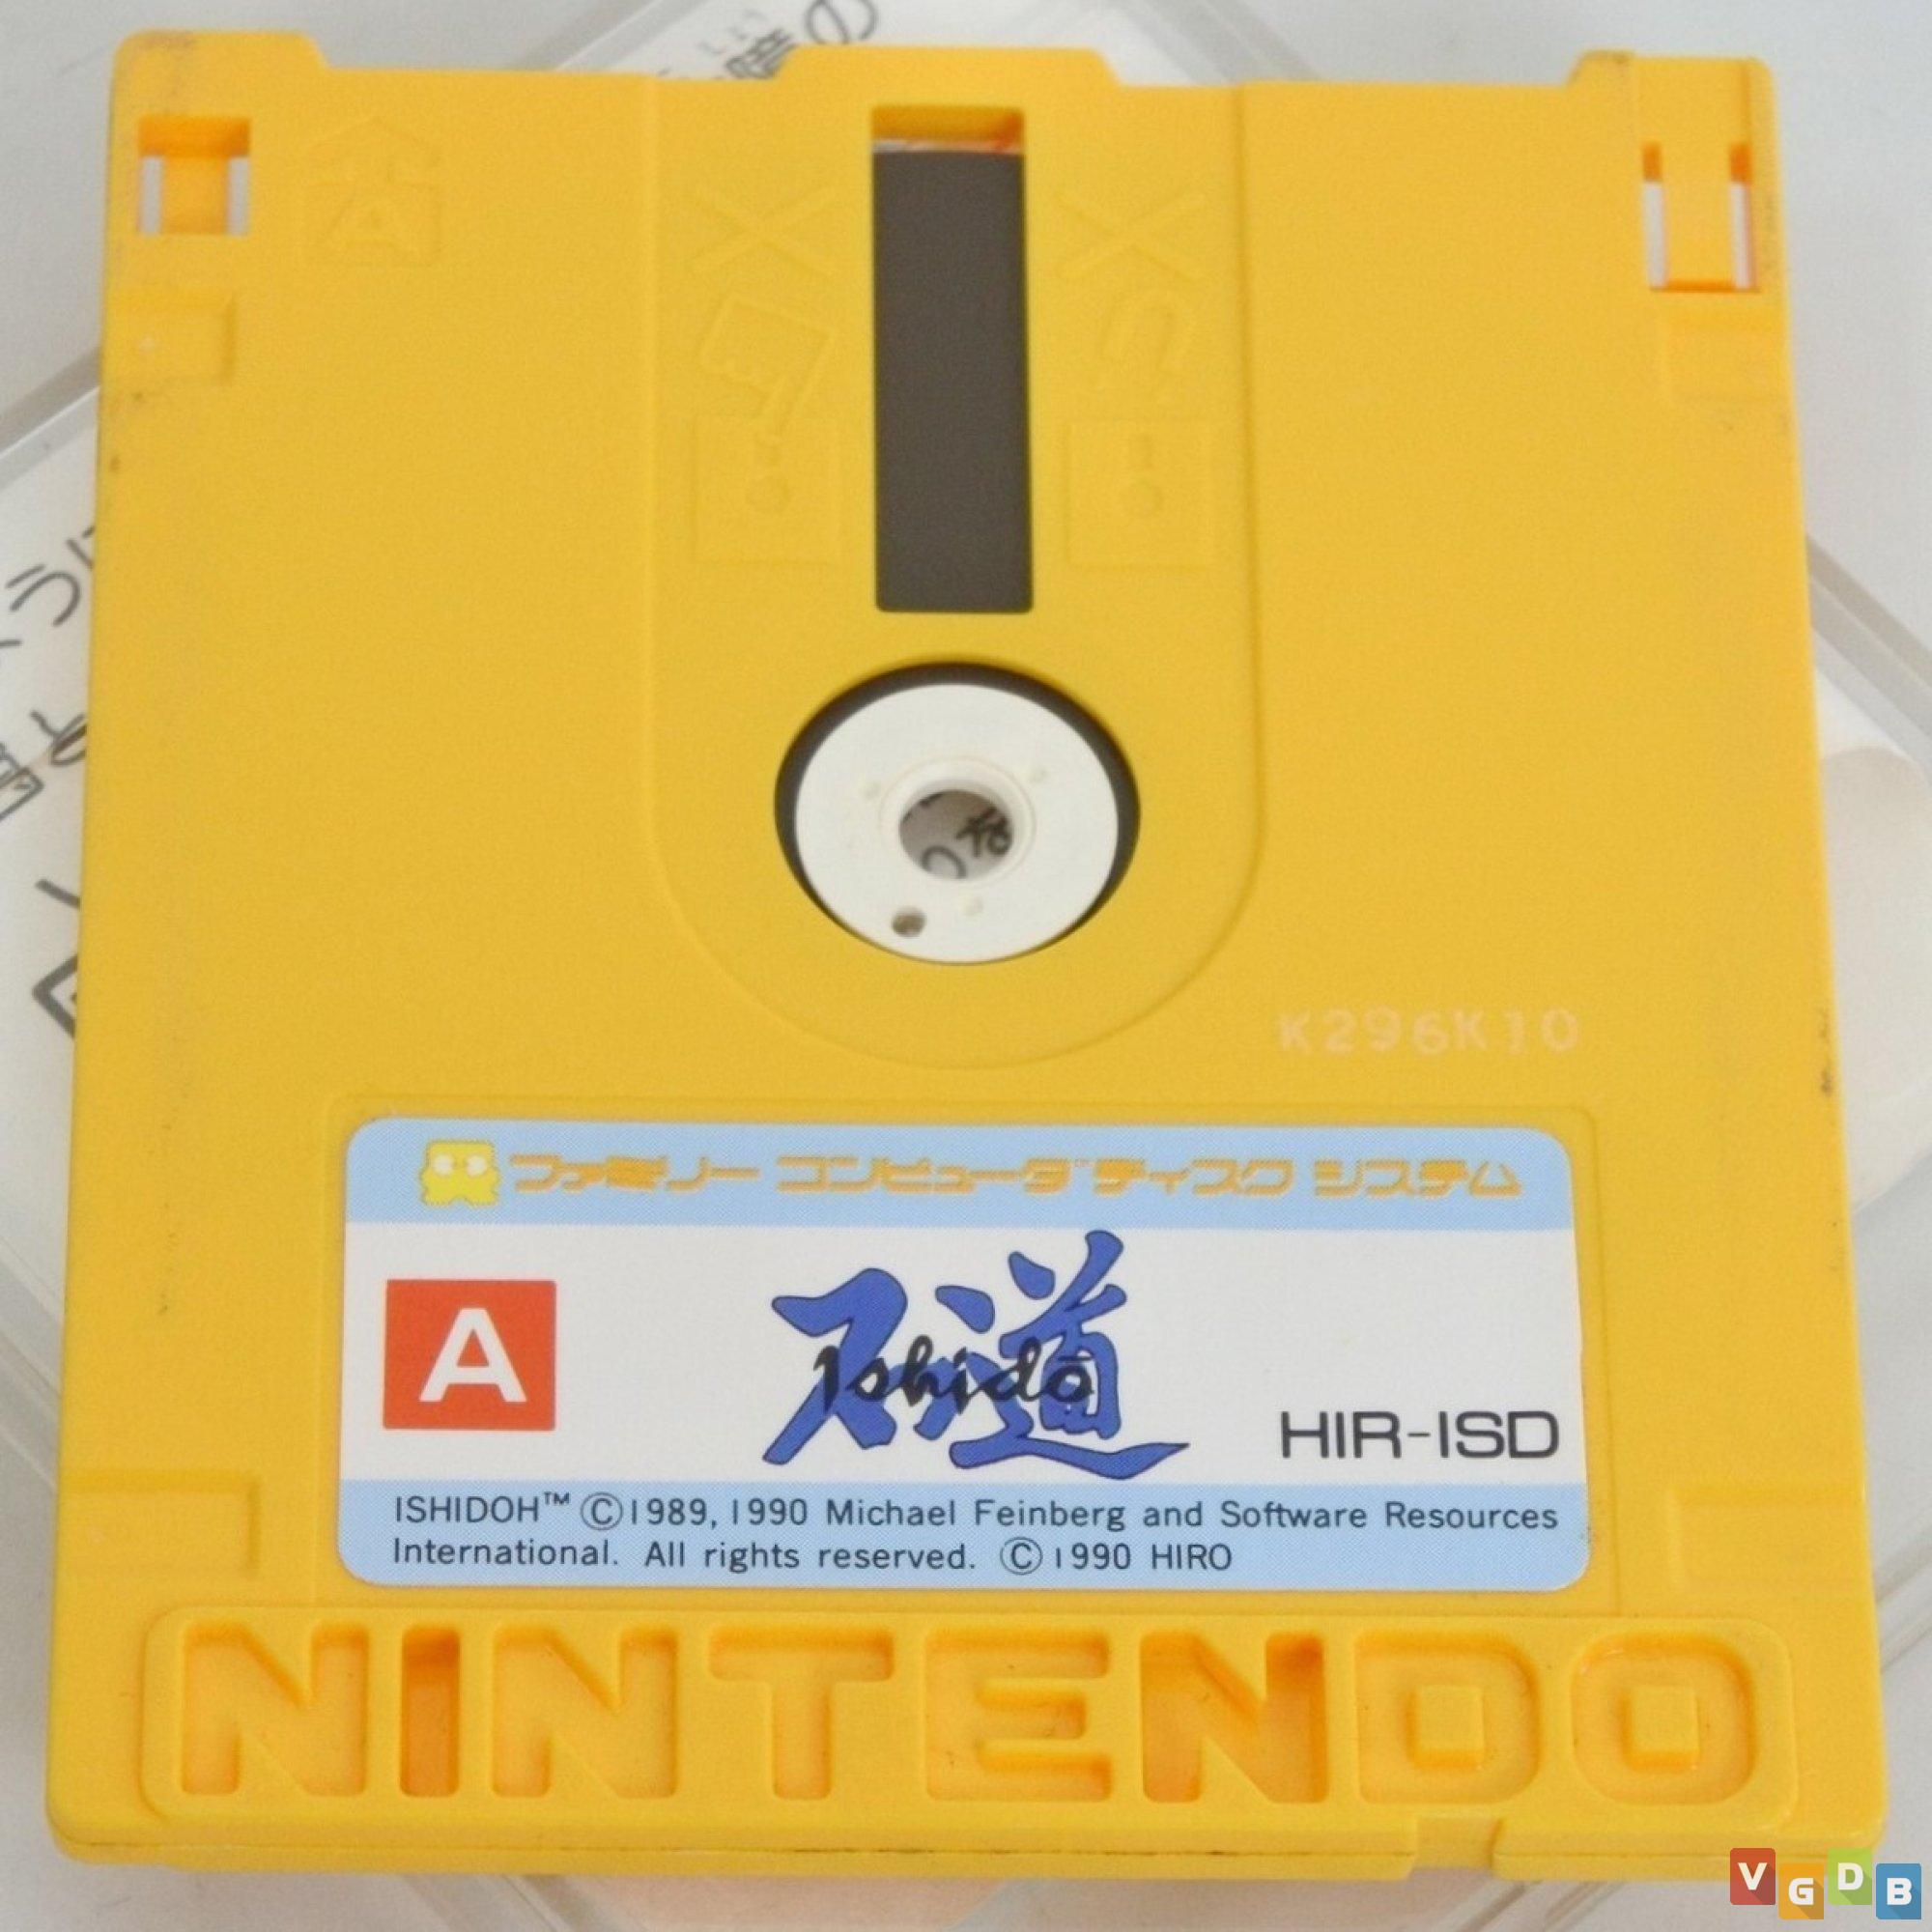 K296K10
ファミリー コンピュータ ディスク システム
A
石道
Ishidō
HIR-ISD
ISHIDOH™ ©1989, 1990 Michael Feinberg and Software Resources
International. All rights reserved. ©1990 HIRO
NINTENDO
VGDB